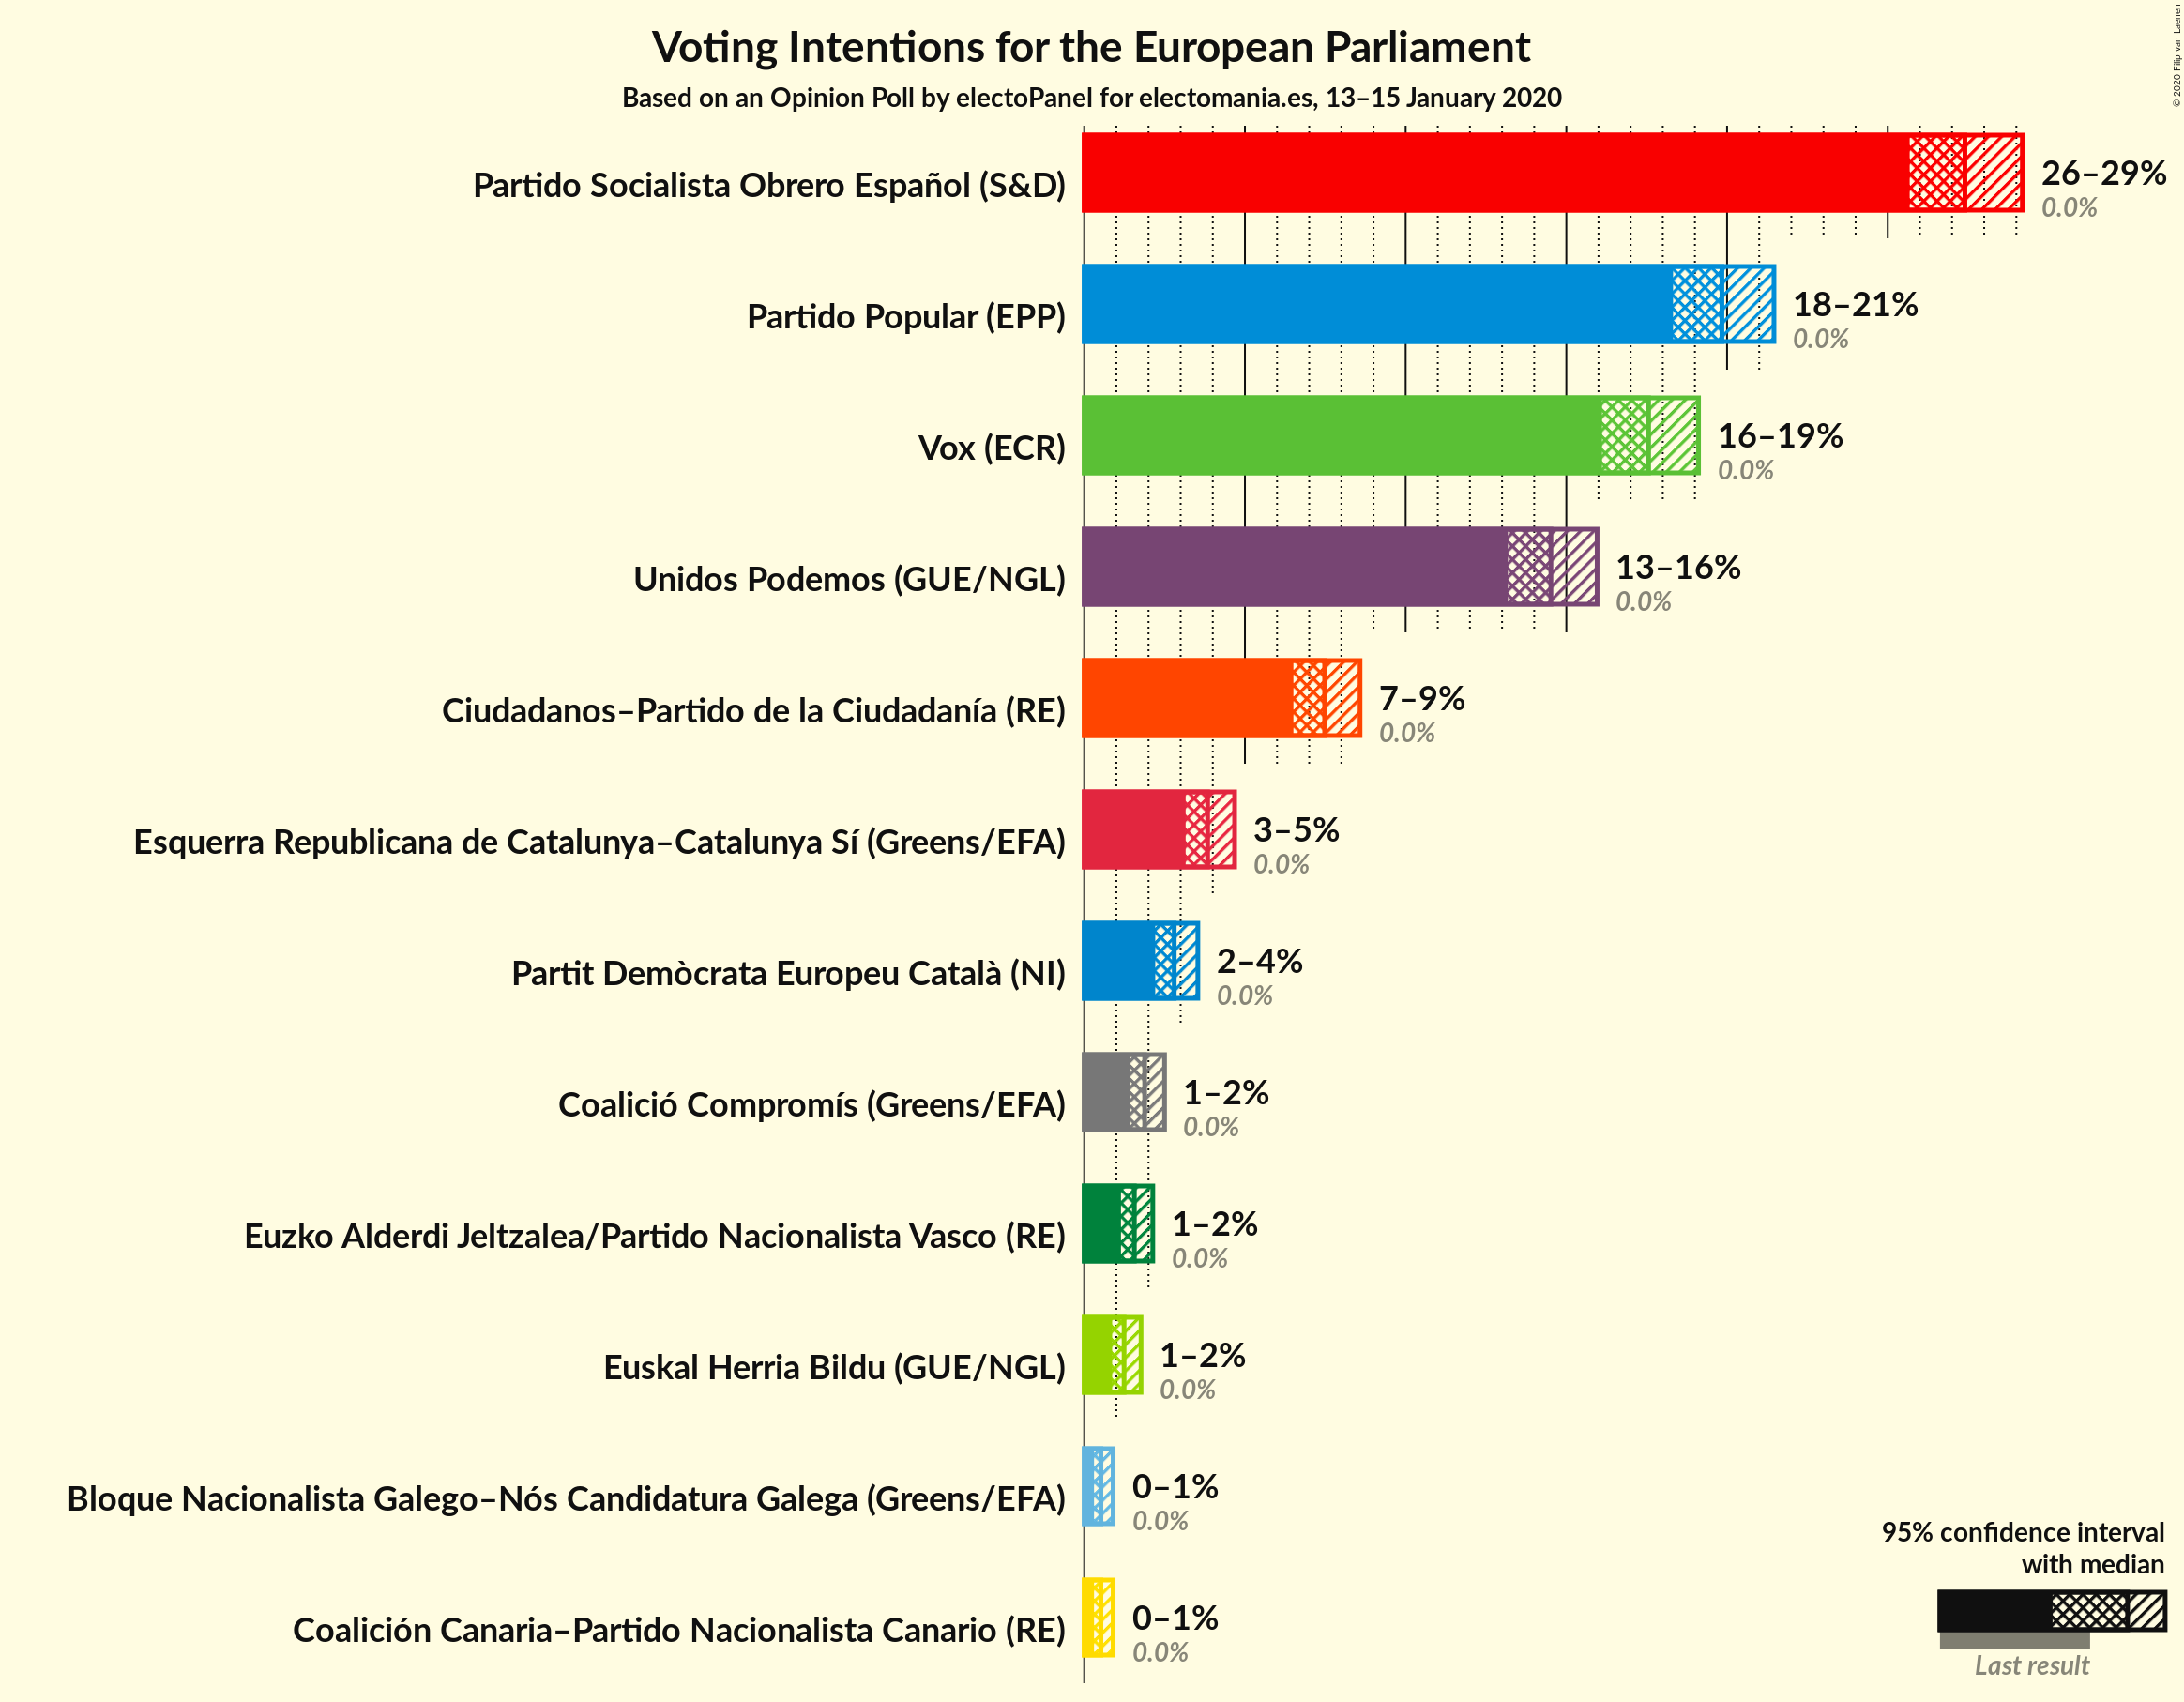 Voting Intentions for the European Parliament
Based on an Opinion Poll by electoPanel for electomania.es, 13–15 January 2020
© 2020 Filip van Laenen
Partido Socialista Obrero Español (S&D)
26–29%
0.0%
Partido Popular (EPP)
18–21%
0.0%
Vox (ECR)
16–19%
0.0%
Unidos Podemos (GUE/NGL)
13–16%
0.0%
Ciudadanos–Partido de la Ciudadanía (RE)
7–9%
0.0%
Esquerra Republicana de Catalunya–Catalunya Sí (Greens/EFA)
3–5%
0.0%
Partit Demòcrata Europeu Català (NI)
2–4%
0.0%
Coalició Compromís (Greens/EFA)
1–2%
0.0%
Euzko Alderdi Jeltzalea/Partido Nacionalista Vasco (RE)
1–2%
0.0%
Euskal Herria Bildu (GUE/NGL)
1–2%
0.0%
Bloque Nacionalista Galego–Nós Candidatura Galega (Greens/EFA)
0–1%
0.0%
Coalición Canaria–Partido Nacionalista Canario (RE)
0–1%
0.0%
95% confidence interval
with median
Last result